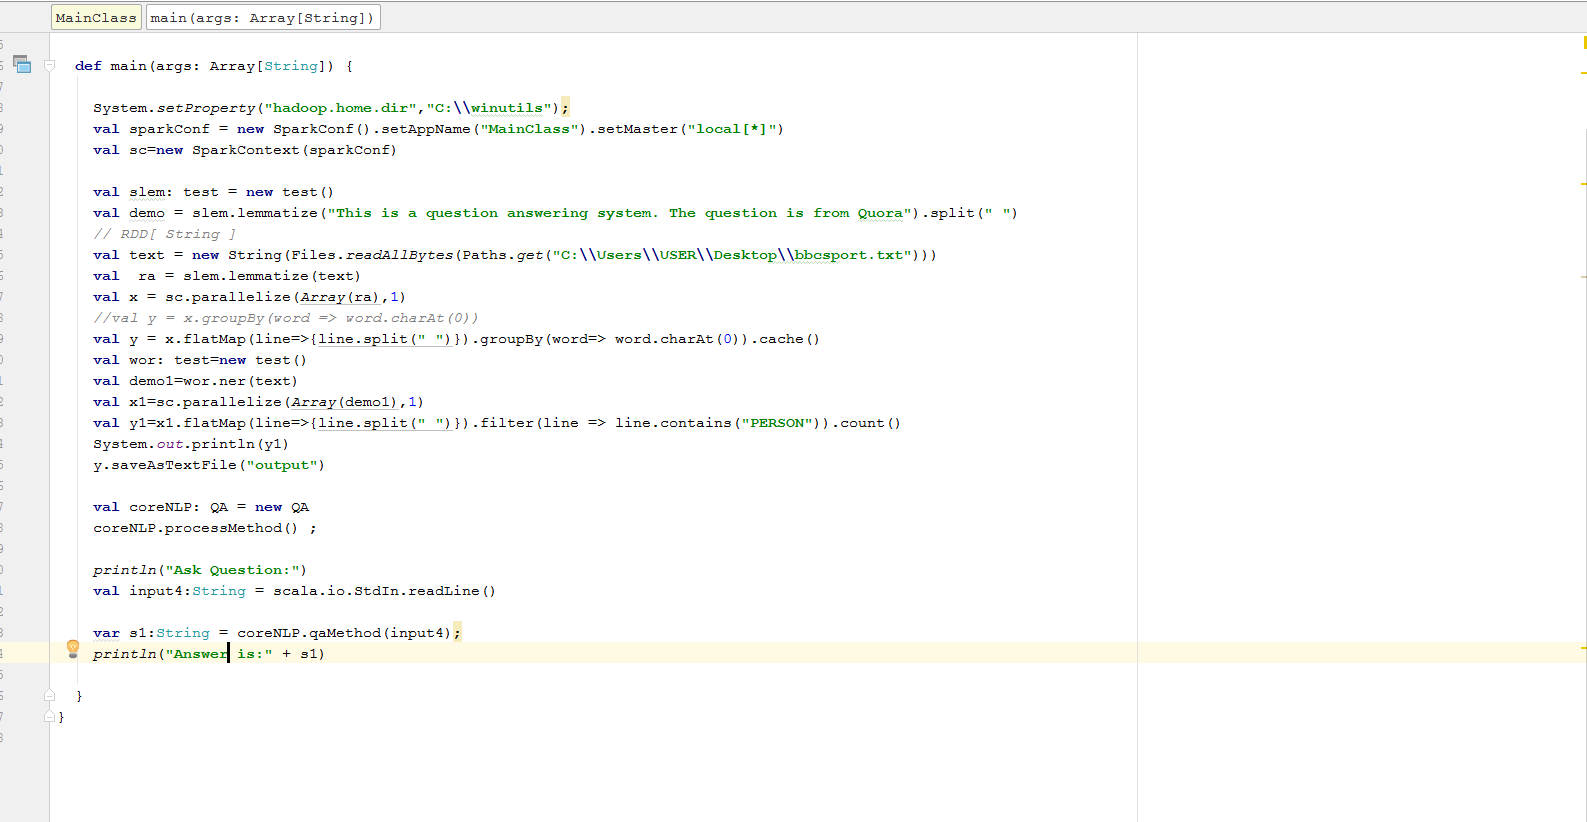 MainClass main(args: Array[String])
def main(args: Array[String]) {
System.setProperty("hadoop.home.dir","C:\\winutils");
val sparkConf = new SparkConf().setAppName("MainClass").setMaster("local[*]")
val sc=new SparkContext(sparkConf)
val slem: test = new test()
val demo = slem.lemmatize("This is a question answering system. The question is from Quora").split(" ")
// RDD[ String ]
val text = new String(Files.readAllBytes(Paths.get("C:\\Users\\USER\\Desktop\\bbcsport.txt")))
val  ra = slem.lemmatize(text)
val x = sc.parallelize(Array(ra),1)
//val y = x.groupBy(word => word.charAt(0))
val y = x.flatMap(line=>{line.split(" ")}).groupBy(word=> word.charAt(0)).cache()
val wor: test=new test()
val demo1=wor.ner(text)
val x1=sc.parallelize(Array(demo1),1)
val y1=x1.flatMap(line=>{line.split(" ")}).filter(line => line.contains("PERSON")).count()
System.out.println(y1)
y.saveAsTextFile("output")
val coreNLP: QA = new QA
coreNLP.processMethod() ;
println("Ask Question:")
val input4:String = scala.io.StdIn.readLine()
var s1:String = coreNLP.qaMethod(input4);
println("Answer is:" + s1)
}
}